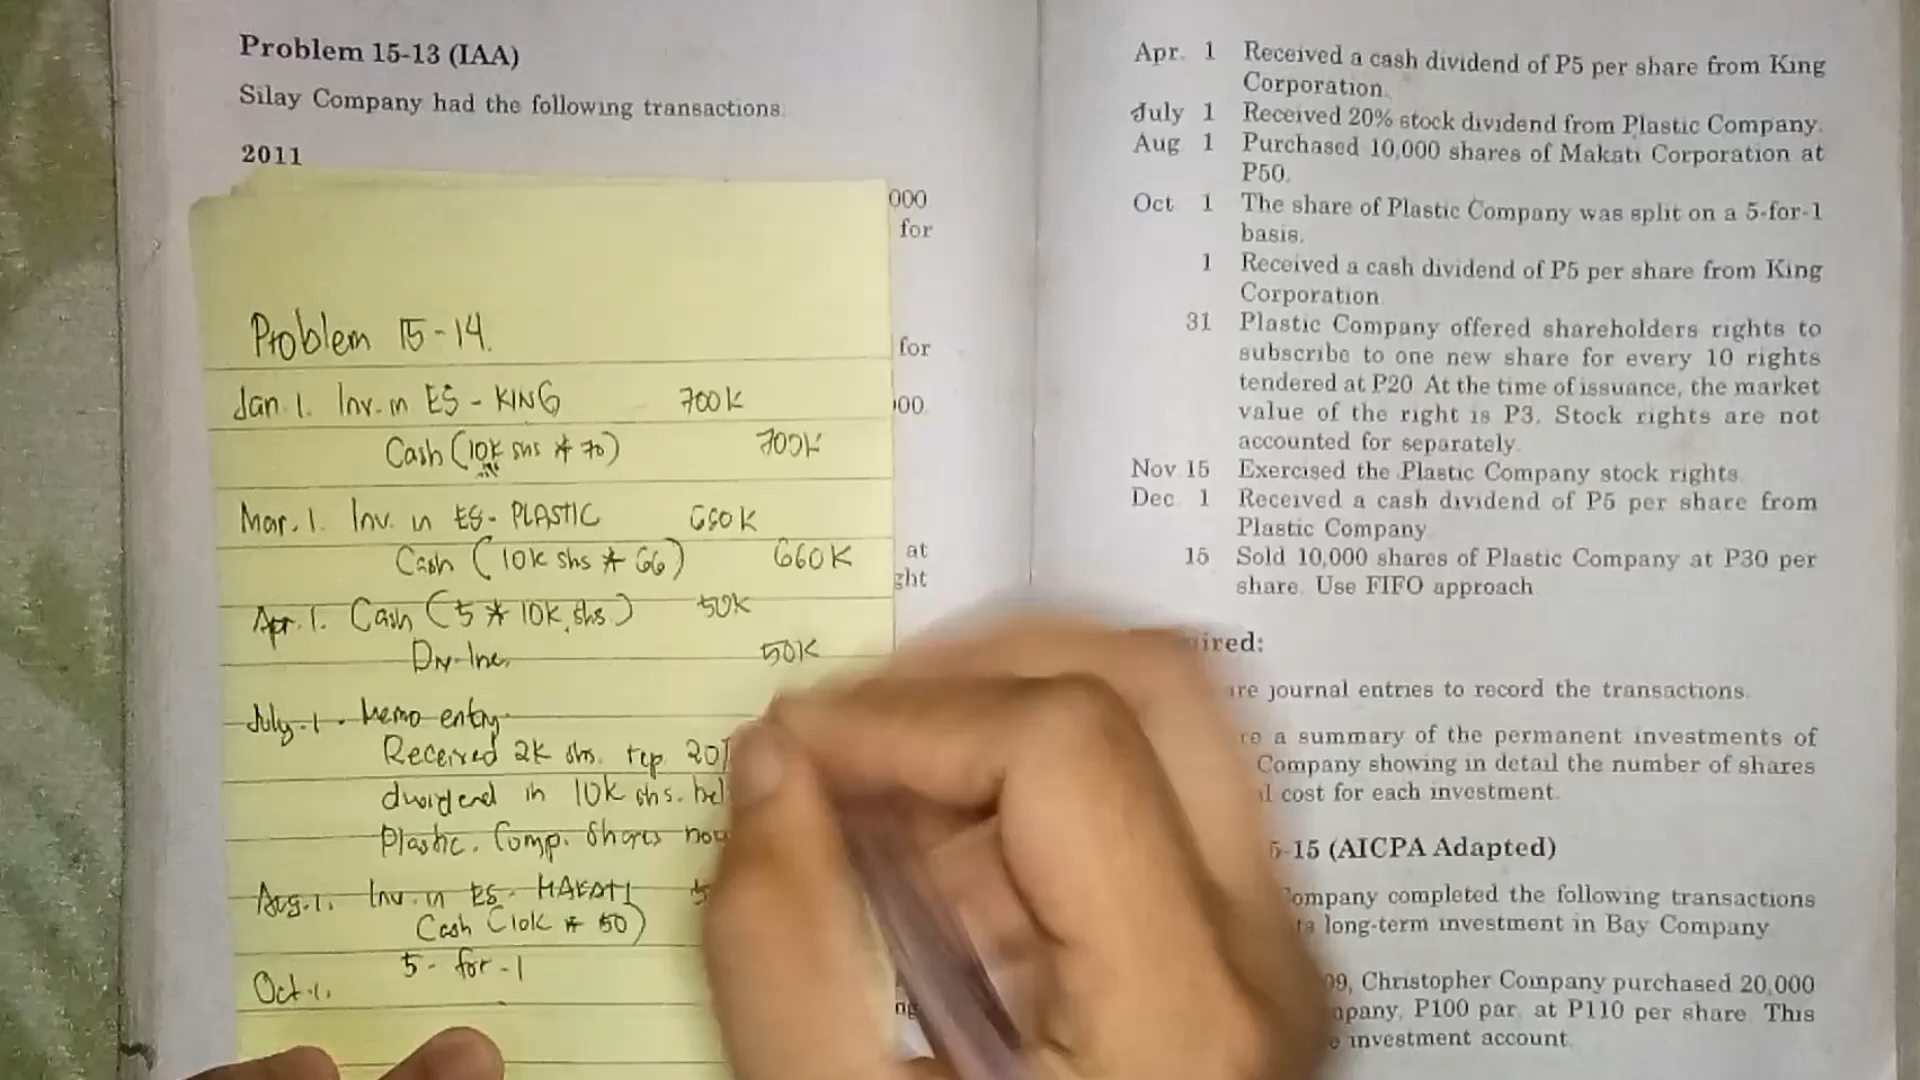 Problem 15-13 (IAA)
Silay Company had the following transactions.
2011
000
for
for
00.
at
ght
Problem 15-14.
Jan. 1. Inv. in ES - KING 700K
Cash (10K shs * 70) 700K
Mar. 1. Inv. in ES - PLASTIC 660K
Cash (10K shs * 66) 660K
Apr. 1. Cash (5 * 10K shs.) 50K
Div. Inc. 50K
July. 1. Memo entry
Received 2K shs. rep. 20%
dividend in 10K shs. hel
Plastic. Comp. Shares now
Aug. 1. Inv. in ES - MAKATI 5
Cash (10K * 50)
Oct. 1. 5 - for - 1
Apr. 1 Received a cash dividend of P5 per share from King
Corporation.
July 1 Received 20% stock dividend from Plastic Company.
Aug 1 Purchased 10,000 shares of Makati Corporation at
P50.
Oct 1 The share of Plastic Company was split on a 5-for-1
basis.
1 Received a cash dividend of P5 per share from King
Corporation.
31 Plastic Company offered shareholders rights to
subscribe to one new share for every 10 rights
tendered at P20 At the time of issuance, the market
value of the right is P3. Stock rights are not
accounted for separately.
Nov 15 Exercised the Plastic Company stock rights.
Dec. 1 Received a cash dividend of P5 per share from
Plastic Company
15 Sold 10,000 shares of Plastic Company at P30 per
share. Use FIFO approach
ired:
re journal entries to record the transactions.
re a summary of the permanent investments of
Company showing in detail the number of shares
l cost for each investment.
5-15 (AICPA Adapted)
ompany completed the following transactions
long-term investment in Bay Company
09, Christopher Company purchased 20,000
mpany, P100 par, at P110 per share This
investment account